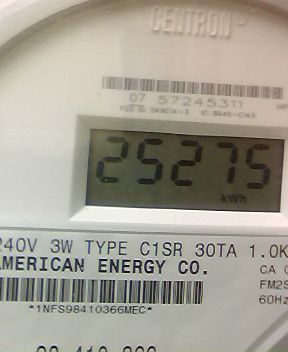 CENTRON®
07 57245311
25275
kWh
240V 3W TYPE C1SR 30TA 1.0K
AMERICAN ENERGY CO.
CA
FM2S
60Hz
*1NFS98410366MEC*